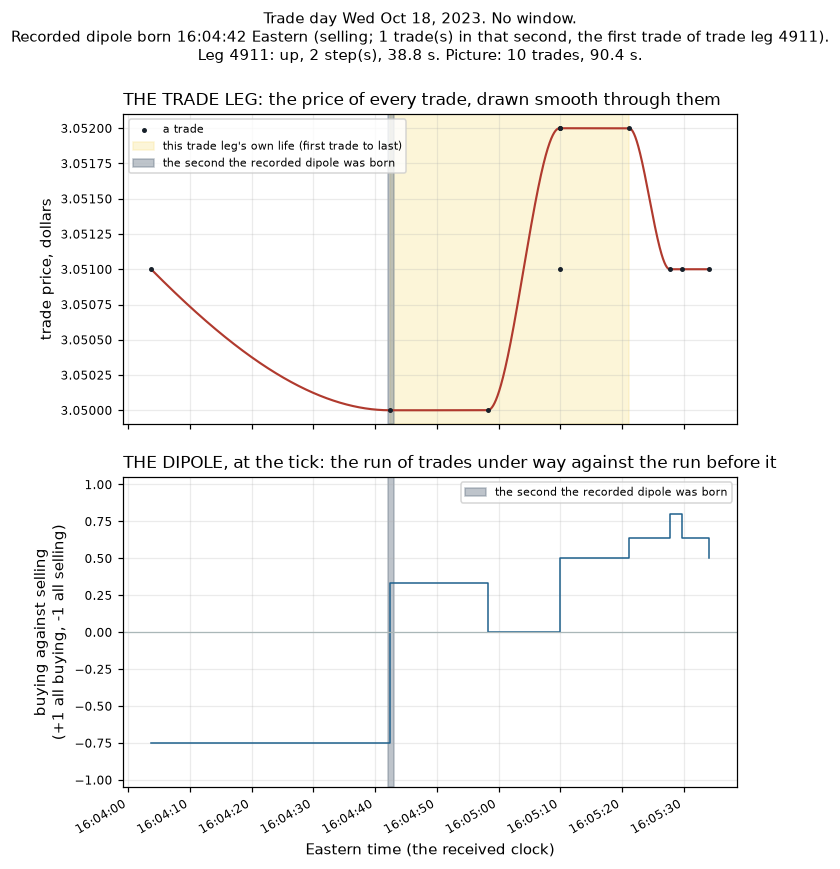 Trade day Wed Oct 18, 2023. No window.
Recorded dipole born 16:04:42 Eastern (selling; 1 trade(s) in that second, the first trade of trade leg 4911).
Leg 4911: up, 2 step(s), 38.8 s. Picture: 10 trades, 90.4 s.
THE TRADE LEG: the price of every trade, drawn smooth through them
a trade
this trade leg's own life (first trade to last)
the second the recorded dipole was born
trade price, dollars
3.05200
3.05175
3.05150
3.05125
3.05100
3.05075
3.05050
3.05025
3.05000
THE DIPOLE, at the tick: the run of trades under way against the run before it
the second the recorded dipole was born
buying against selling
(+1 all buying, -1 all selling)
1.00
0.75
0.50
0.25
0.00
−0.25
−0.50
−0.75
−1.00
16:04:00
16:04:10
16:04:20
16:04:30
16:04:40
16:04:50
16:05:00
16:05:10
16:05:20
16:05:30
Eastern time (the received clock)